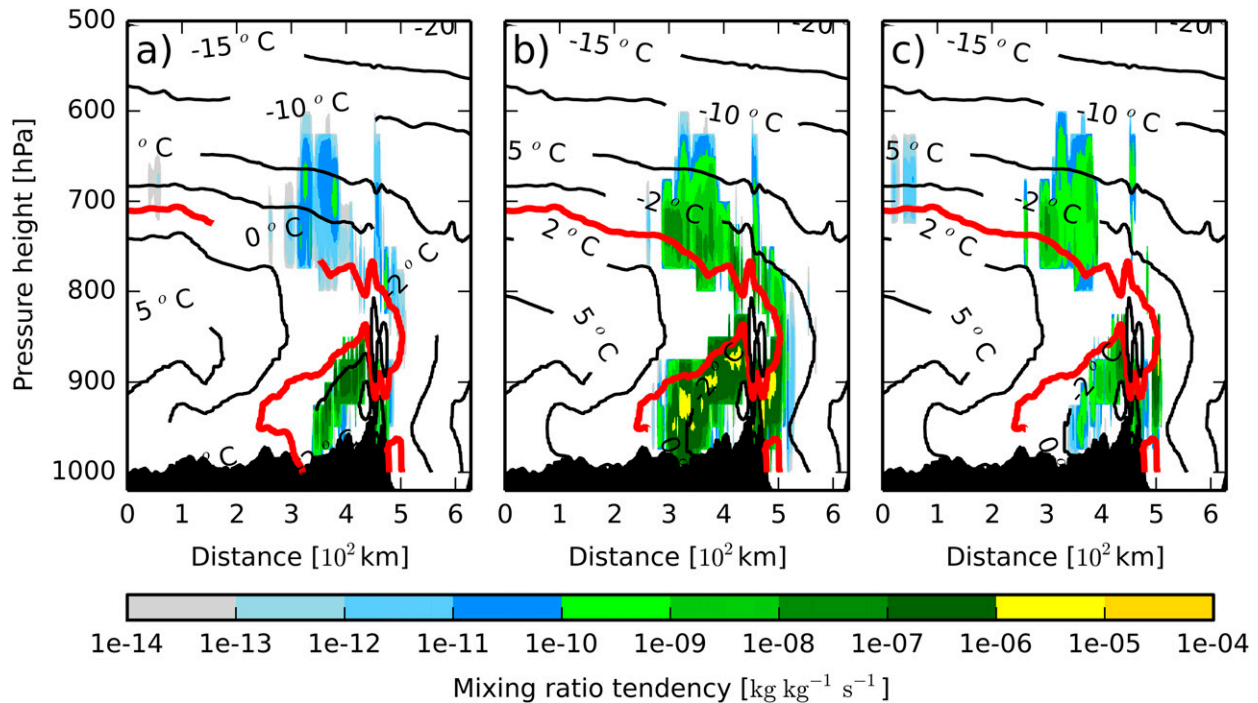 500
600
700
800
900
1000
Pressure height [hPa]
a)
-15 °C
-20
-10 °C
°C
0 °C
-2 °C
5 °C
°C
°C
b)
-15 °C
-20
-10 °C
5 °C
-2 °C
2 °C
5 °C
-2 °C
0
c)
-15 °C
-20
-10 °C
5 °C
-2 °C
2 °C
5 °C
-2 °C
0°
0 1 2 3 4 5 6
0 1 2 3 4 5 6
0 1 2 3 4 5 6
Distance [10² km]
Distance [10² km]
Distance [10² km]
1e-14 1e-13 1e-12 1e-11 1e-10 1e-09 1e-08 1e-07 1e-06 1e-05 1e-04
Mixing ratio tendency [kg kg⁻¹ s⁻¹]